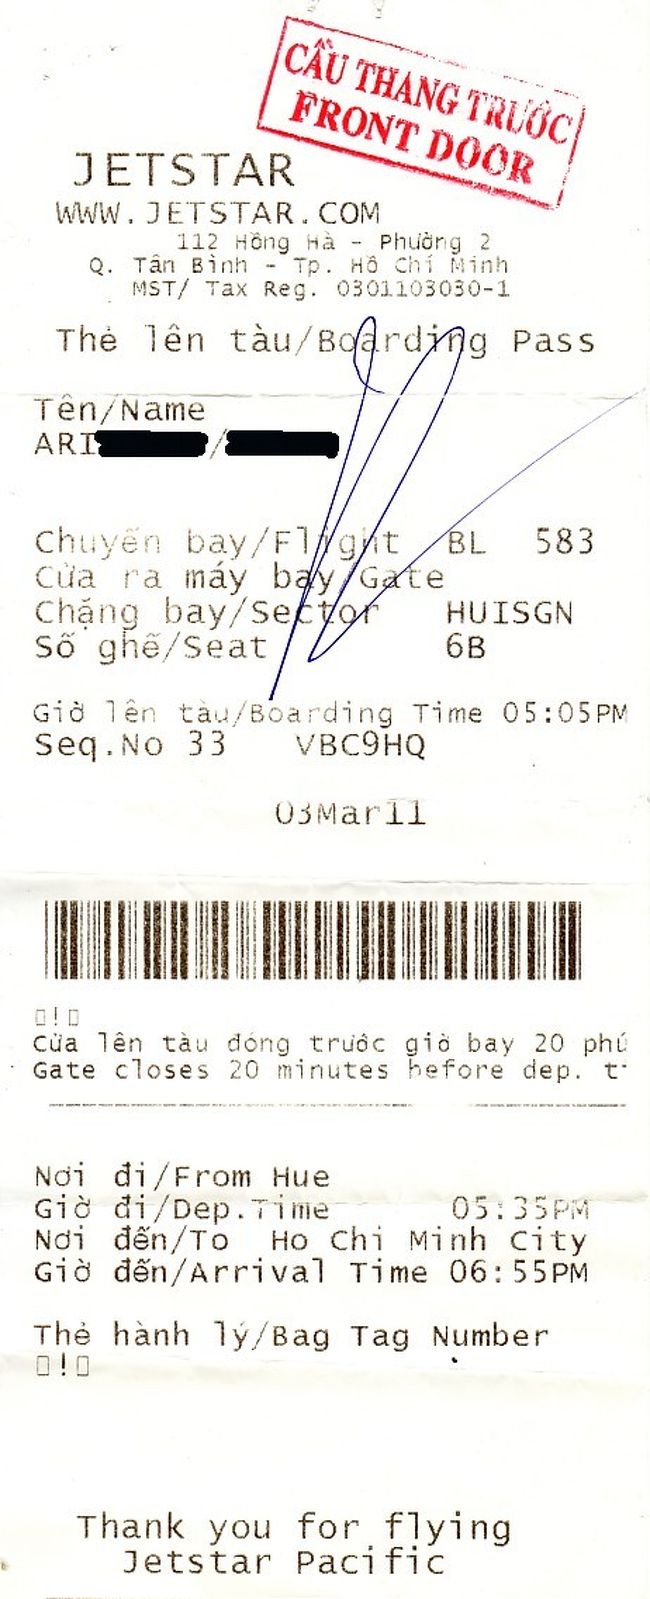 CẦU THANG TRƯỚC
FRONT DOOR
JETSTAR
WWW.JETSTAR.COM
112 Hồng Hà - Phường 2
Q. Tân Bình - Tp. Hồ Chí Minh
MST/ Tax Reg. 0301103030-1
Thẻ lên tàu/Boarding Pass
Tên/Name
ARI /
Chuyến bay/Flight BL 583
Cửa ra máy bay/Gate
Chặng bay/Sector HUISGN
Số ghế/Seat 6B
Giờ lên tàu/Boarding Time 05:05PM
Seq.No 33 VBC9HQ
03Mar11
!
Cửa lên tàu đóng trước giờ bay 20 phú
Gate closes 20 minutes before dep. t
Nơi đi/From Hue
Giờ đi/Dep.Time 05:35PM
Nơi đến/To Ho Chi Minh City
Giờ đến/Arrival Time 06:55PM
Thẻ hành lý/Bag Tag Number
!
Thank you for flying
Jetstar Pacific